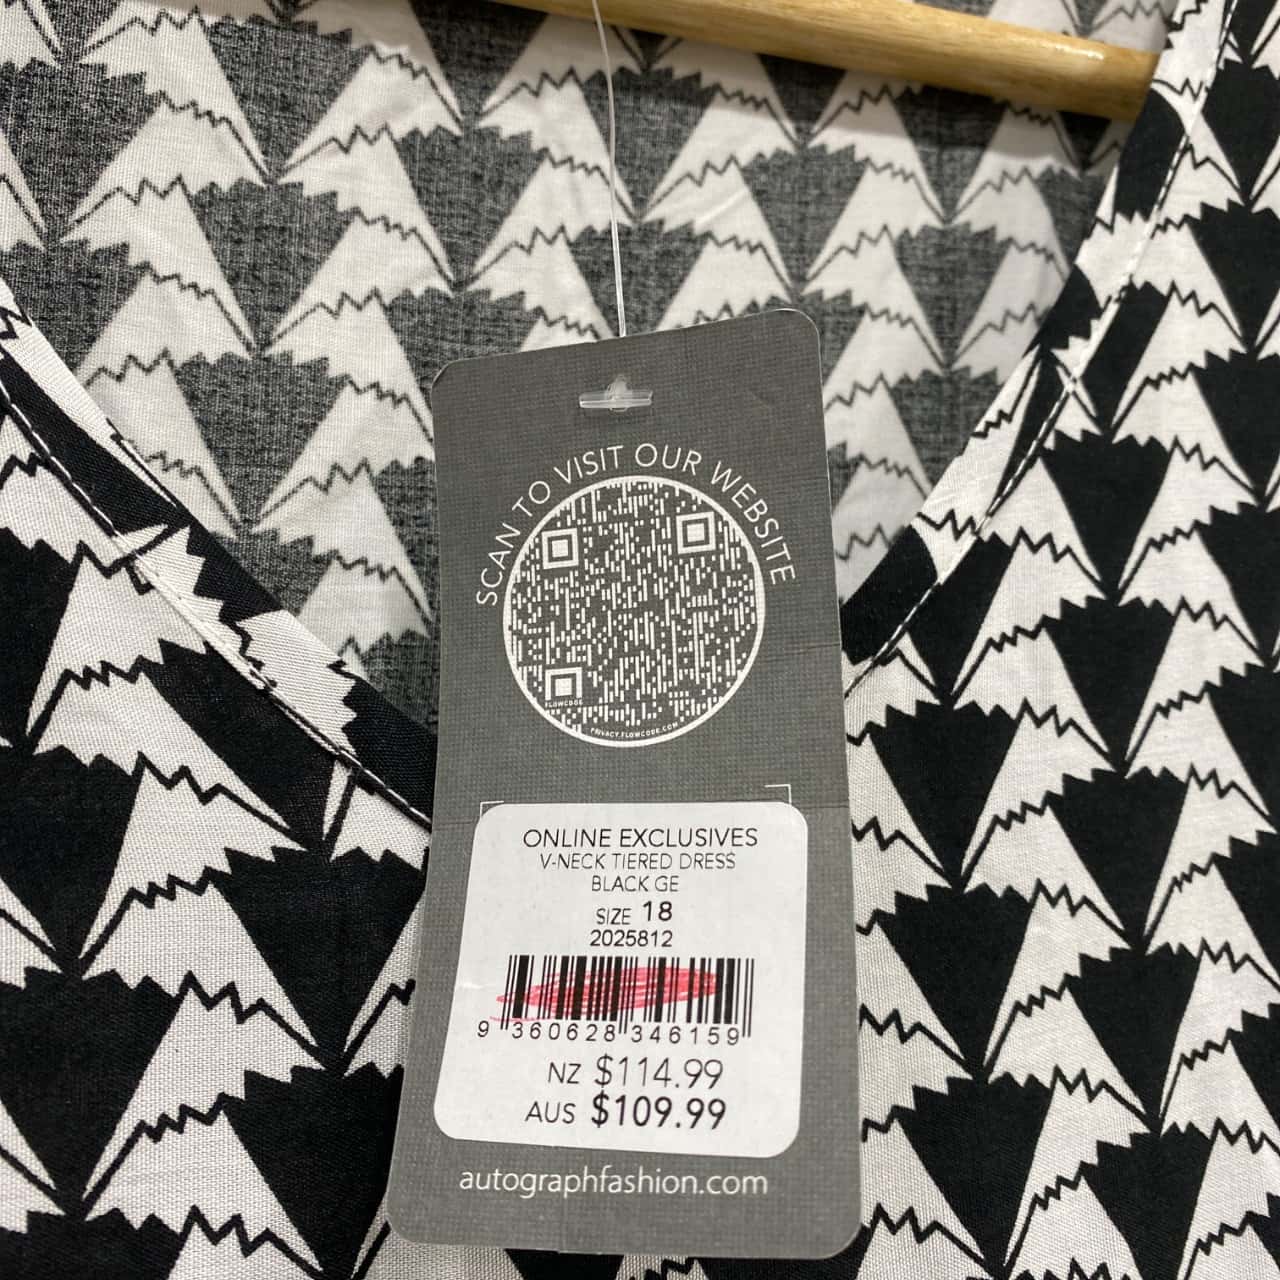 SCAN TO VISIT OUR WEBSITE
FLOWCODE
PRIVACY.FLOWCODE.COM
ONLINE EXCLUSIVES
V-NECK TIERED DRESS
BLACK GE
SIZE 18
2025812
9 360628 346159
NZ $114.99
AUS $109.99
autographfashion.com